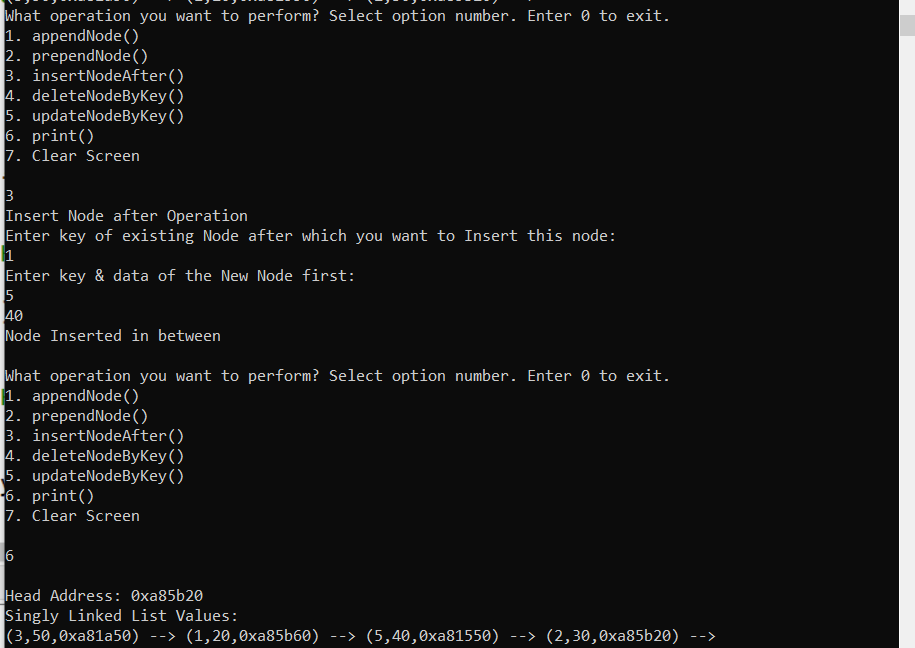 What operation you want to perform? Select option number. Enter 0 to exit.
1. appendNode()
2. prependNode()
3. insertNodeAfter()
4. deleteNodeByKey()
5. updateNodeByKey()
6. print()
7. Clear Screen
3
Insert Node after Operation
Enter key of existing Node after which you want to Insert this node:
1
Enter key & data of the New Node first:
5
40
Node Inserted in between
What operation you want to perform? Select option number. Enter 0 to exit.
1. appendNode()
2. prependNode()
3. insertNodeAfter()
4. deleteNodeByKey()
5. updateNodeByKey()
6. print()
7. Clear Screen
6
Head Address: 0xa85b20
Singly Linked List Values:
(3,50,0xa81a50) --> (1,20,0xa85b60) --> (5,40,0xa81550) --> (2,30,0xa85b20) -->